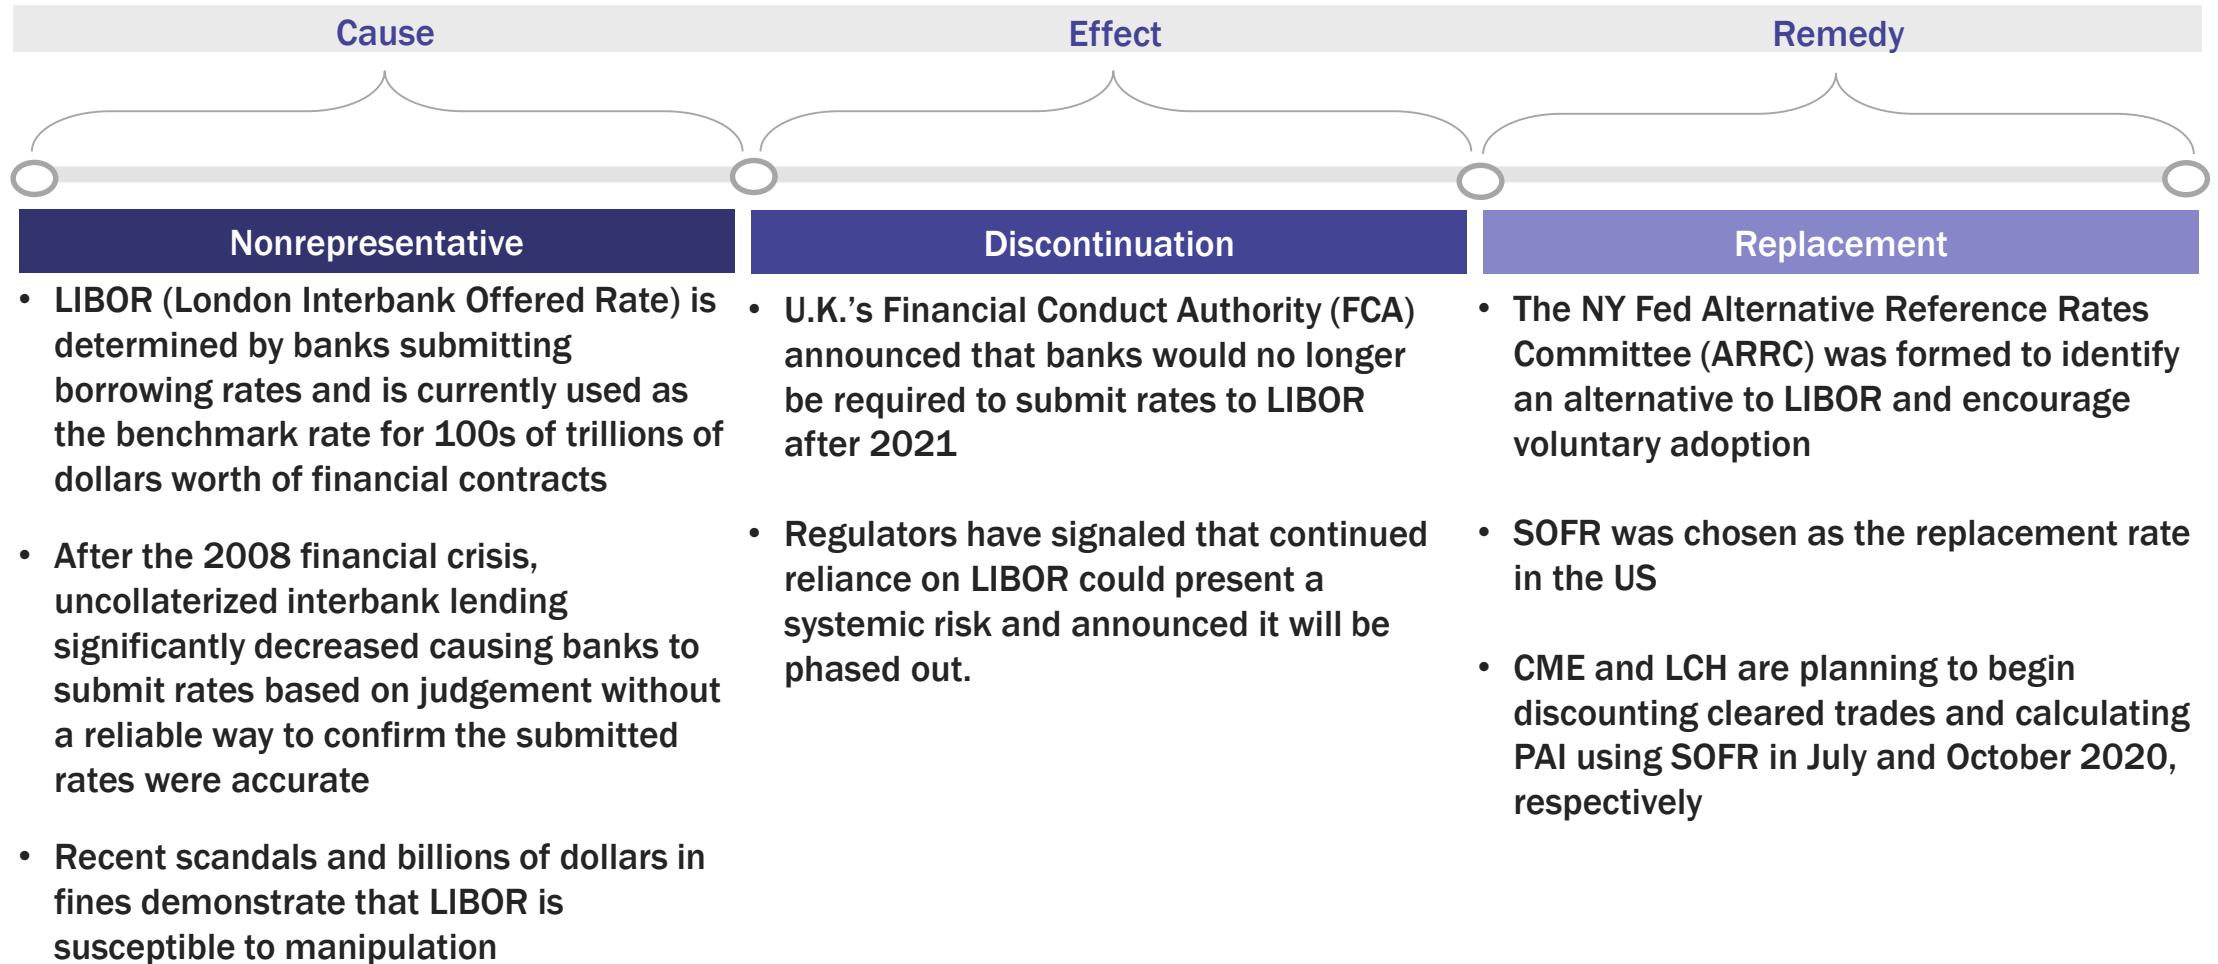 Cause
Effect
Remedy
Nonrepresentative
• LIBOR (London Interbank Offered Rate) is
determined by banks submitting
borrowing rates and is currently used as
the benchmark rate for 100s of trillions of
dollars worth of financial contracts
• After the 2008 financial crisis,
uncollaterized interbank lending
significantly decreased causing banks to
submit rates based on judgement without
a reliable way to confirm the submitted
rates were accurate
• Recent scandals and billions of dollars in
fines demonstrate that LIBOR is
susceptible to manipulation
Discontinuation
• U.K.’s Financial Conduct Authority (FCA)
announced that banks would no longer
be required to submit rates to LIBOR
after 2021
• Regulators have signaled that continued
reliance on LIBOR could present a
systemic risk and announced it will be
phased out.
Replacement
• The NY Fed Alternative Reference Rates
Committee (ARRC) was formed to identify
an alternative to LIBOR and encourage
voluntary adoption
• SOFR was chosen as the replacement rate
in the US
• CME and LCH are planning to begin
discounting cleared trades and calculating
PAI using SOFR in July and October 2020,
respectively